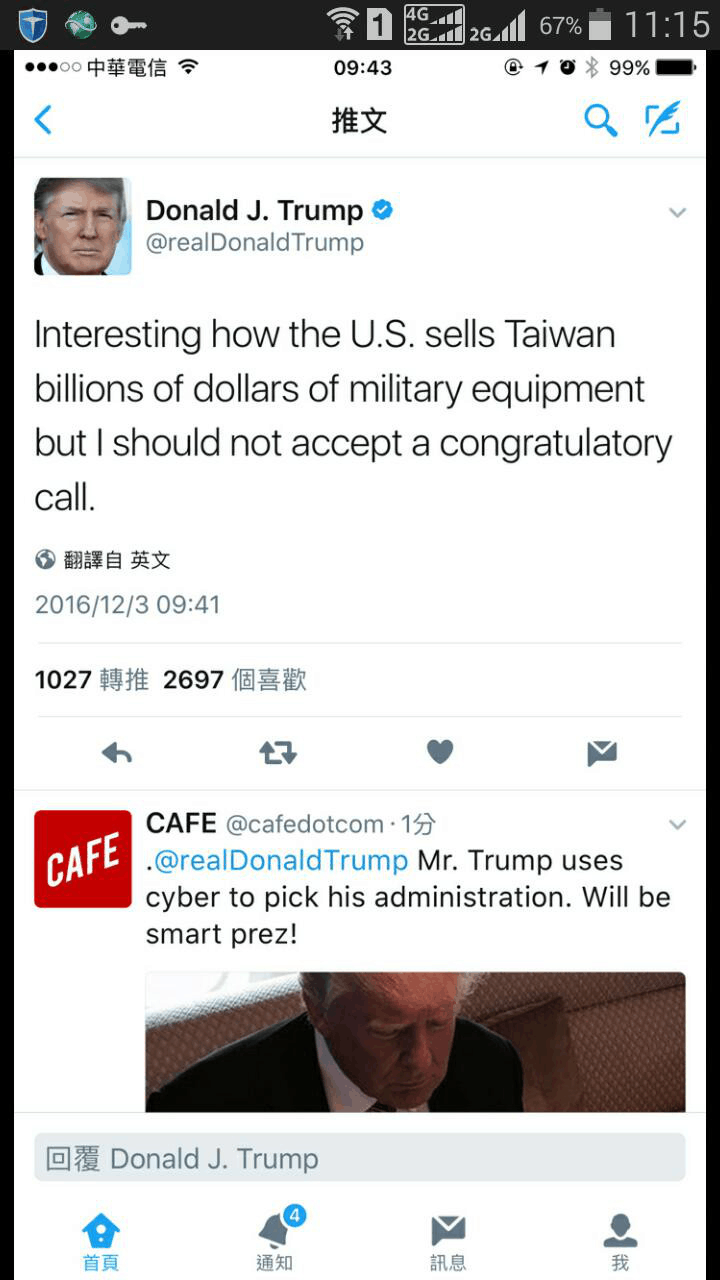 1 4G 2G 2G 67% 11:15
中華電信 09:43 99%
推文
Donald J. Trump
@realDonaldTrump
Interesting how the U.S. sells Taiwan
billions of dollars of military equipment
but I should not accept a congratulatory
call.
翻譯自 英文
2016/12/3 09:41
1027 轉推 2697 個喜歡
CAFE @cafedotcom · 1分
CAFE
.@realDonaldTrump Mr. Trump uses
cyber to pick his administration. Will be
smart prez!
回覆 Donald J. Trump
4
首頁 通知 訊息 我